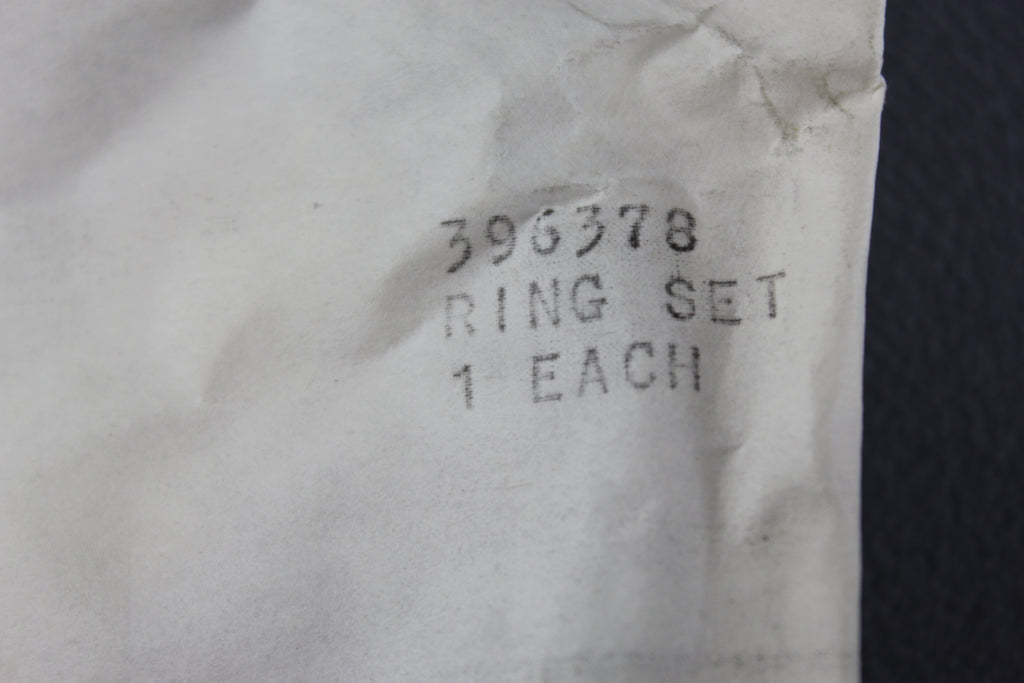 396378
RING SET
1 EACH